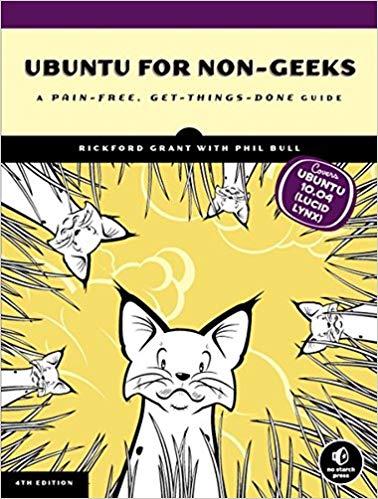 UBUNTU FOR NON-GEEKS
A PAIN-FREE, GET-THINGS-DONE GUIDE
RICKFORD GRANT WITH PHIL BULL
COVERS
UBUNTU
10.04
(LUCID
LYNX)
4TH EDITION
no starch
press